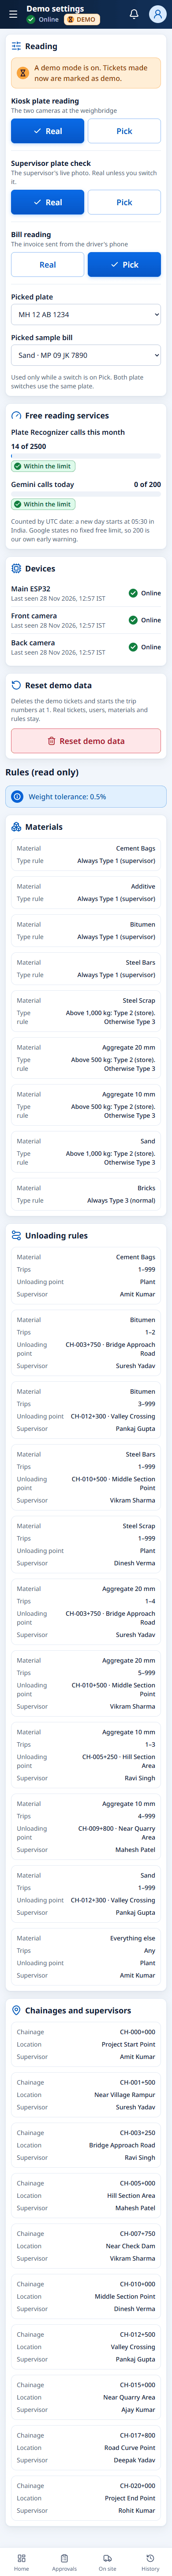 Demo settings
Online DEMO
Reading
A demo mode is on. Tickets made
now are marked as demo.
Kiosk plate reading
The two cameras at the weighbridge
Real Pick
Supervisor plate check
The supervisor's live photo. Real unless you switch
it.
Real Pick
Bill reading
The invoice sent from the driver's phone
Real Pick
Picked plate
MH 12 AB 1234
Picked sample bill
Sand · MP 09 JK 7890
Used only while a switch is on Pick. Both plate
switches use the same plate.
Free reading services
Plate Recognizer calls this month
14 of 2500
Within the limit
Gemini calls today 0 of 200
Within the limit
Counted by UTC date: a new day starts at 05:30 in
India. Google states no fixed free limit, so 200 is
our own early warning.
Devices
Main ESP32
Last seen 28 Nov 2026, 12:57 IST
Online
Front camera
Last seen 28 Nov 2026, 12:57 IST
Online
Back camera
Last seen 28 Nov 2026, 12:57 IST
Online
Reset demo data
Deletes the demo tickets and starts the trip
numbers at 1. Real tickets, users, materials and
rules stay.
Reset demo data
Rules (read only)
Weight tolerance: 0.5%
Materials
Material Cement Bags
Type rule Always Type 1 (supervisor)
Material Additive
Type rule Always Type 1 (supervisor)
Material Bitumen
Type rule Always Type 1 (supervisor)
Material Steel Bars
Type rule Always Type 1 (supervisor)
Material Steel Scrap
Type rule Above 1,000 kg: Type 2 (store). Otherwise Type 3
Material Aggregate 20 mm
Type rule Above 500 kg: Type 2 (store). Otherwise Type 3
Material Aggregate 10 mm
Type rule Above 500 kg: Type 2 (store). Otherwise Type 3
Material Sand
Type rule Above 1,000 kg: Type 2 (store). Otherwise Type 3
Material Bricks
Type rule Always Type 3 (normal)
Unloading rules
Material Cement Bags
Trips 1–999
Unloading point Plant
Supervisor Amit Kumar
Material Bitumen
Trips 1–2
Unloading point CH-003+750 · Bridge Approach Road
Supervisor Suresh Yadav
Material Bitumen
Trips 3–999
Unloading point CH-012+300 · Valley Crossing
Supervisor Pankaj Gupta
Material Steel Bars
Trips 1–999
Unloading point CH-010+500 · Middle Section Point
Supervisor Vikram Sharma
Material Steel Scrap
Trips 1–999
Unloading point Plant
Supervisor Dinesh Verma
Material Aggregate 20 mm
Trips 1–4
Unloading point CH-003+750 · Bridge Approach Road
Supervisor Suresh Yadav
Material Aggregate 20 mm
Trips 5–999
Unloading point CH-010+500 · Middle Section Point
Supervisor Vikram Sharma
Material Aggregate 10 mm
Trips 1–3
Unloading point CH-005+250 · Hill Section Area
Supervisor Ravi Singh
Material Aggregate 10 mm
Trips 4–999
Unloading point CH-009+800 · Near Quarry Area
Supervisor Mahesh Patel
Material Sand
Trips 1–999
Unloading point CH-012+300 · Valley Crossing
Supervisor Pankaj Gupta
Material Everything else
Trips Any
Unloading point Plant
Supervisor Amit Kumar
Chainages and supervisors
Chainage CH-000+000
Location Project Start Point
Supervisor Amit Kumar
Chainage CH-001+500
Location Near Village Rampur
Supervisor Suresh Yadav
Chainage CH-003+250
Location Bridge Approach Road
Supervisor Ravi Singh
Chainage CH-005+000
Location Hill Section Area
Supervisor Mahesh Patel
Chainage CH-007+750
Location Near Check Dam
Supervisor Vikram Sharma
Chainage CH-010+000
Location Middle Section Point
Supervisor Dinesh Verma
Chainage CH-012+500
Location Valley Crossing
Supervisor Pankaj Gupta
Chainage CH-015+000
Location Near Quarry Area
Supervisor Ajay Kumar
Chainage CH-017+800
Location Road Curve Point
Supervisor Deepak Yadav
Chainage CH-020+000
Location Project End Point
Supervisor Rohit Kumar
Home Approvals On site History